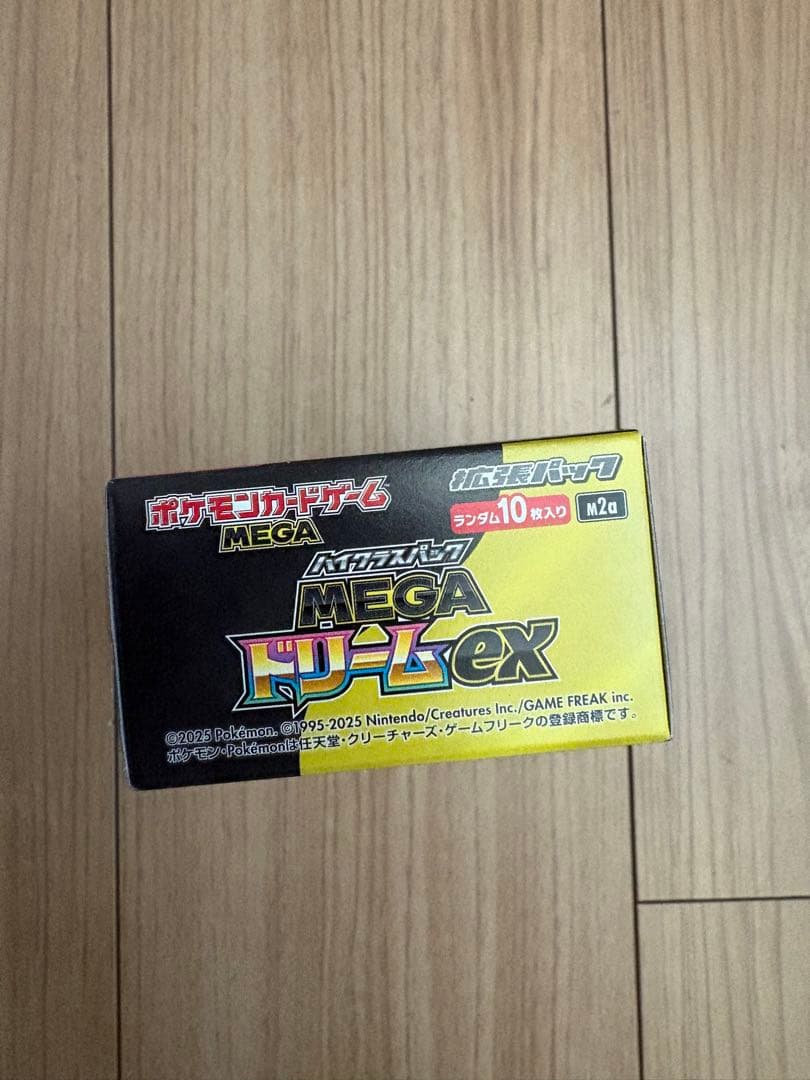 ポケモンカードゲーム
MEGA
拡張パック
ランダム10枚入り M2a
ハイクラスパック
MEGA
ドリームex
©2025 Pokémon. ©1995-2025 Nintendo/Creatures Inc./GAME FREAK inc.
ポケモン・Pokémonは任天堂・クリーチャーズ・ゲームフリークの登録商標です。